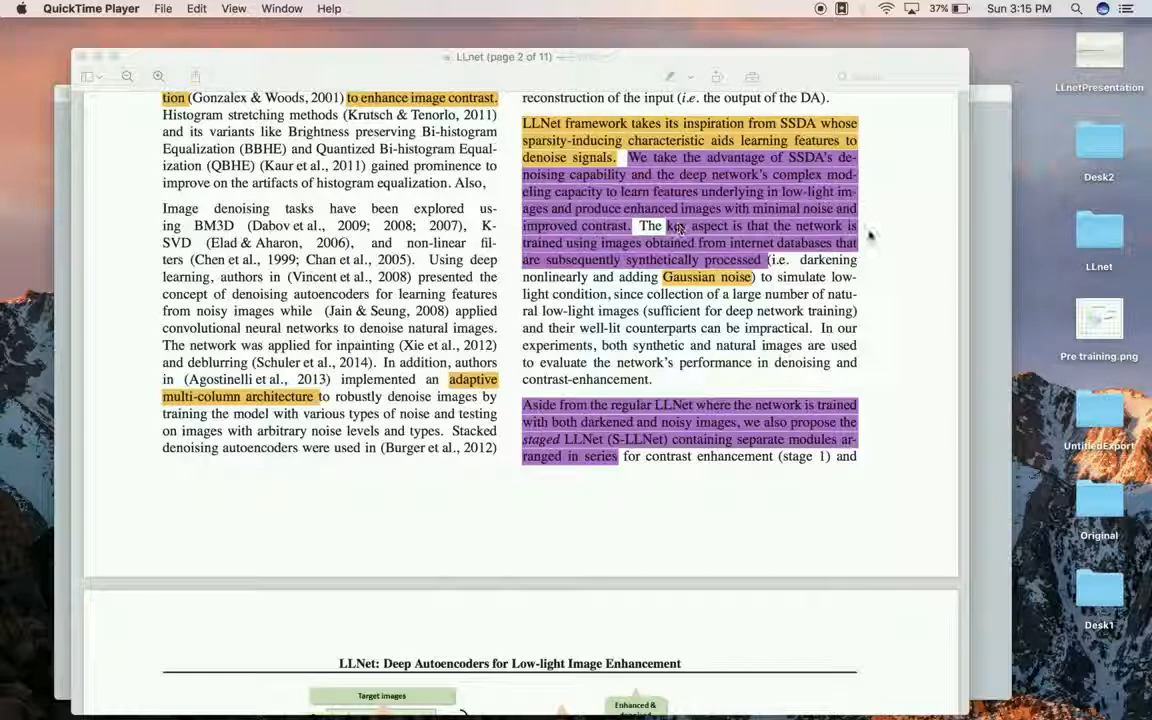 QuickTime Player File Edit View Window Help 37% Sun 3:15 PM
LLnet (page 2 of 11)
tion (Gonzalex & Woods, 2001) to enhance image contrast.
Histogram stretching methods (Krutsch & Tenorlo, 2011)
and its variants like Brightness preserving Bi-histogram
Equalization (BBHE) and Quantized Bi-histogram Equal-
ization (QBHE) (Kaur et al., 2011) gained prominence to
improve on the artifacts of histogram equalization. Also,
Image denoising tasks have been explored us-
ing BM3D (Dabov et al., 2009; 2008; 2007), K-
SVD (Elad & Aharon, 2006), and non-linear fil-
ters (Chen et al., 1999; Chan et al., 2005). Using deep
learning, authors in (Vincent et al., 2008) presented the
concept of denoising autoencoders for learning features
from noisy images while (Jain & Seung, 2008) applied
convolutional neural networks to denoise natural images.
The network was applied for inpainting (Xie et al., 2012)
and deblurring (Schuler et al., 2014). In addition, authors
in (Agostinelli et al., 2013) implemented an adaptive
multi-column architecture to robustly denoise images by
training the model with various types of noise and testing
on images with arbitrary noise levels and types. Stacked
denoising autoencoders were used in (Burger et al., 2012)
reconstruction of the input (i.e. the output of the DA).
LLNet framework takes its inspiration from SSDA whose
sparsity-inducing characteristic aids learning features to
denoise signals. We take the advantage of SSDA's de-
noising capability and the deep network's complex mod-
eling capacity to learn features underlying in low-light im-
ages and produce enhanced images with minimal noise and
improved contrast. The key aspect is that the network is
trained using images obtained from internet databases that
are subsequently synthetically processed (i.e. darkening
nonlinearly and adding Gaussian noise) to simulate low-
light condition, since collection of a large number of natu-
ral low-light images (sufficient for deep network training)
and their well-lit counterparts can be impractical. In our
experiments, both synthetic and natural images are used
to evaluate the network's performance in denoising and
contrast-enhancement.
Aside from the regular LLNet where the network is trained
with both darkened and noisy images, we also propose the
staged LLNet (S-LLNet) containing separate modules ar-
ranged in series for contrast enhancement (stage 1) and
LLNet: Deep Autoencoders for Low-light Image Enhancement
Target images
Enhanced &
LLnetPresentation
Desk2
LLnet
Pre training.png
UntitledExport
Original
Desk1